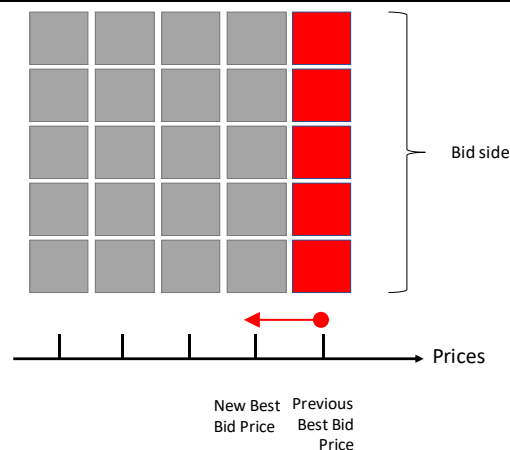 Bid side
Prices
New Best
Bid Price
Previous
Best Bid
Price